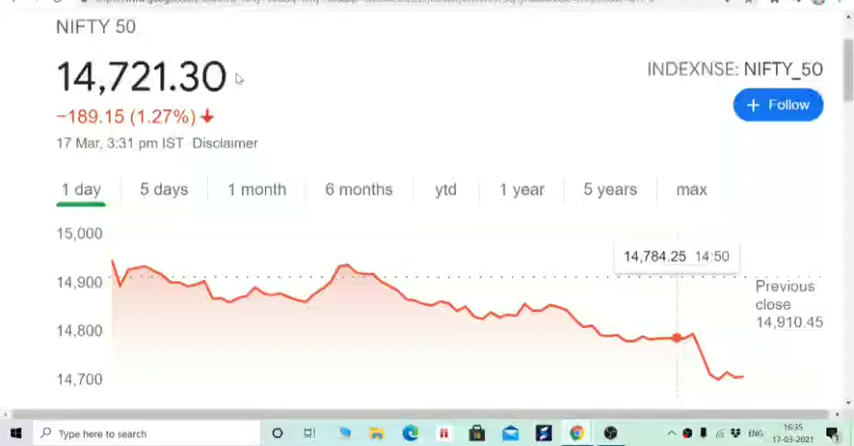 NIFTY 50
14,721.30
INDEXNSE: NIFTY_50
−189.15 (1.27%)
+ Follow
17 Mar, 3:31 pm IST · Disclaimer
1 day 5 days 1 month 6 months ytd 1 year 5 years max
15,000
14,784.25 14:50
14,900
Previous
close
14,910.45
14,800
14,700
Type here to search
ENG
16:35
17-03-2021